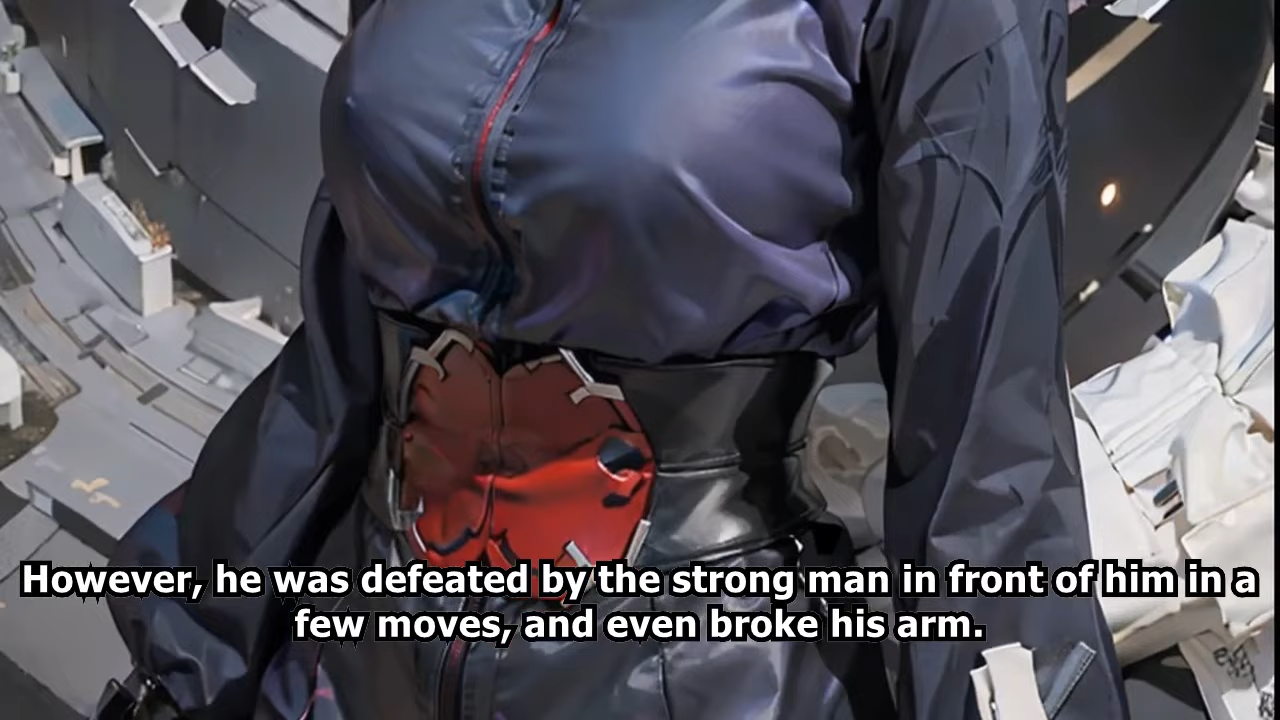 However, he was defeated by the strong man in front of him in a
few moves, and even broke his arm.